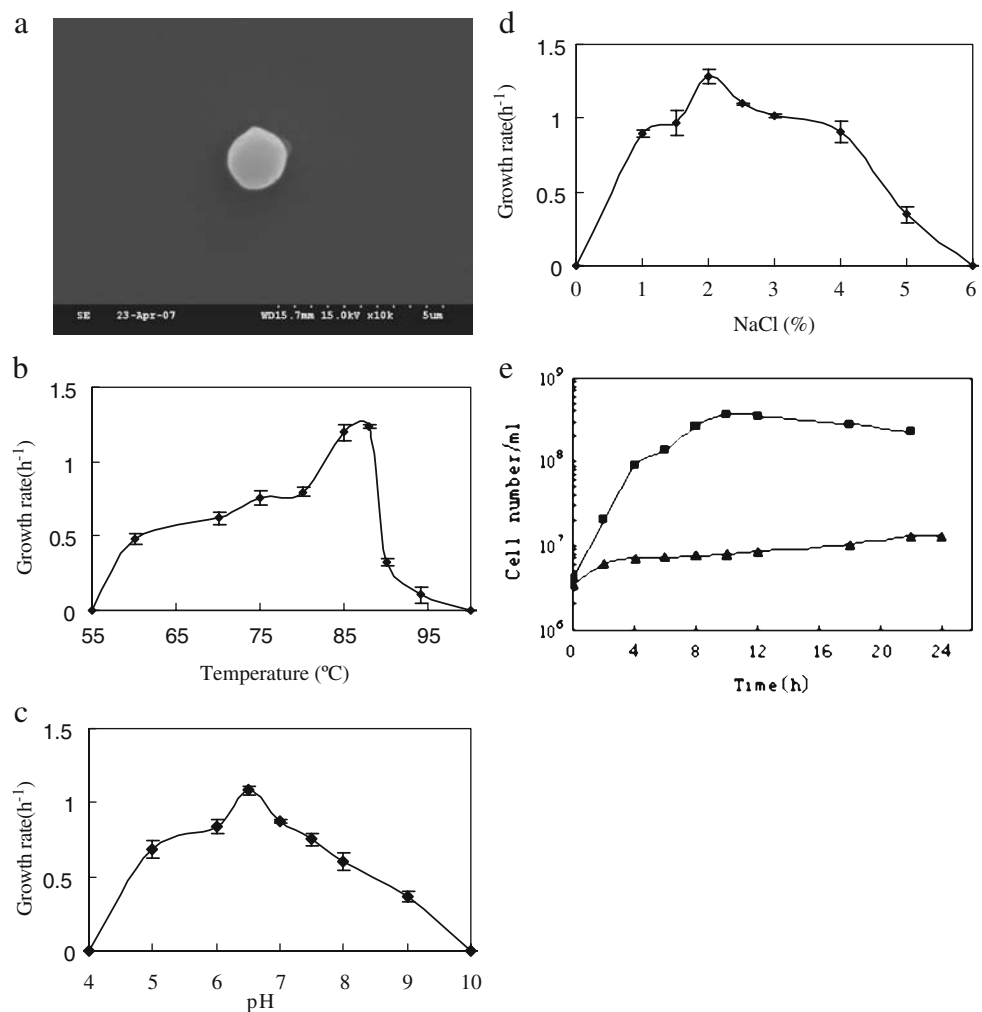 a
SE 23-Apr-07 WD15.7mm 15.0kV x10k 5um
b
1.5
1
0.5
0
Growth rate(h-1)
55 65 75 85 95
Temperature (ºC)
c
1.5
1
0.5
0
Growth rate(h-1)
4 5 6 7 8 9 10
pH
d
1.5
1
0.5
0
Growth rate(h-1)
0 1 2 3 4 5 6
NaCl (%)
e
10⁹
10⁸
10⁷
10⁶
Cell number/ml
0 4 8 12 16 20 24
Time(h)